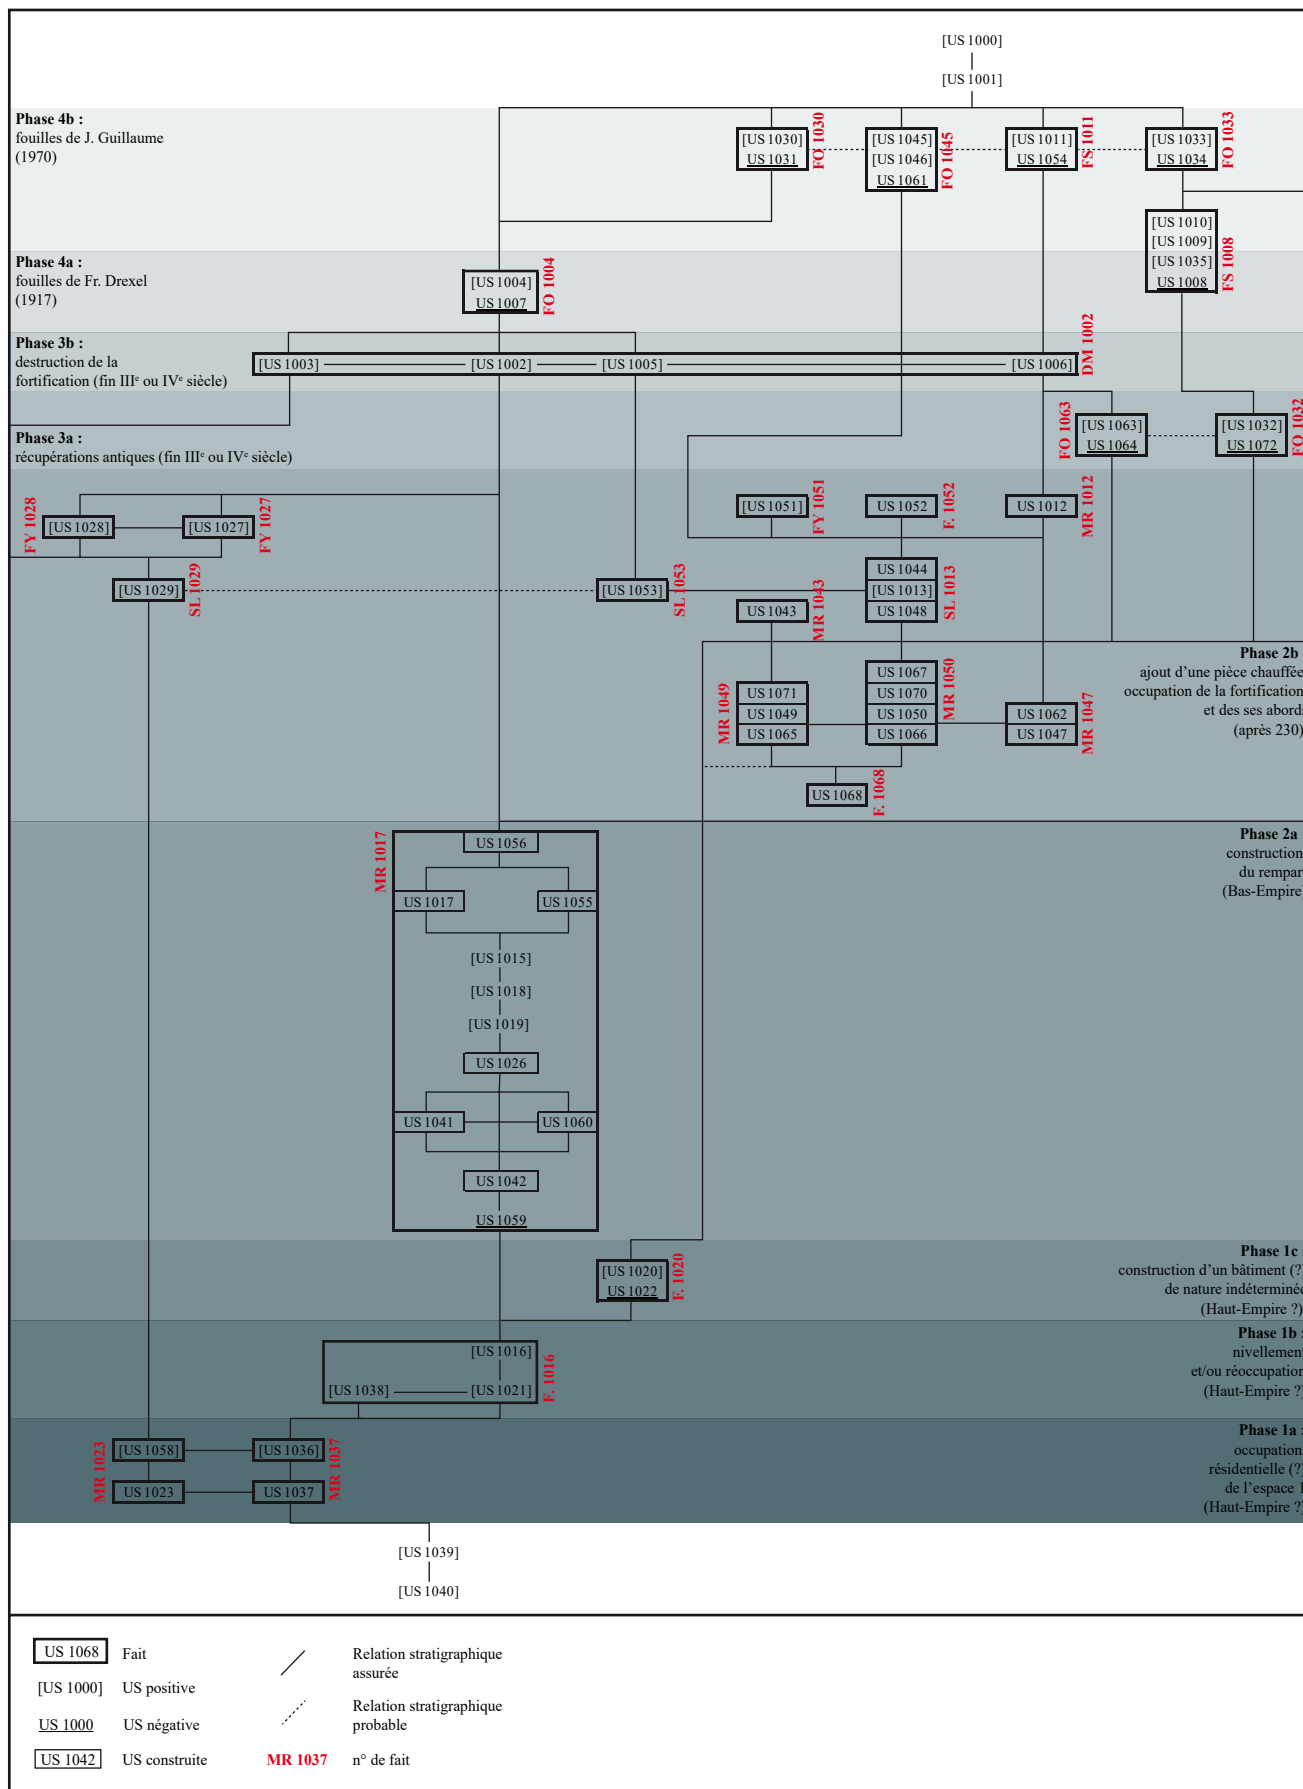 [US 1000]
[US 1001]
Phase 4b :
fouilles de J. Guillaume
(1970)
[US 1030]
US 1031
FO 1030
[US 1045]
[US 1046]
US 1061
FO 1045
[US 1011]
US 1054
FS 1011
[US 1033]
US 1034
FO 1033
[US 1010]
[US 1009]
[US 1035]
US 1008
FS 1008
Phase 4a :
fouilles de Fr. Drexel
(1917)
[US 1004]
US 1007
FO 1004
Phase 3b :
destruction de la
fortification (fin IIIe ou IVe siècle)
[US 1003]
[US 1002]
[US 1005]
[US 1006]
DM 1002
Phase 3a :
récupérations antiques (fin IIIe ou IVe siècle)
FO 1063
[US 1063]
US 1064
[US 1032]
US 1072
FO 1032
FY 1028
[US 1028]
[US 1027]
FY 1027
[US 1051]
FY 1051
US 1052
F. 1052
US 1012
MR 1012
[US 1029]
SL 1029
[US 1053]
SL 1053
US 1044
[US 1013]
US 1048
SL 1013
US 1043
MR 1043
Phase 2b
ajout d’une pièce chauffée
occupation de la fortification
et des ses abords
(après 230)
MR 1049
US 1071
US 1049
US 1065
US 1067
US 1070
US 1050
US 1066
MR 1050
US 1062
US 1047
MR 1047
US 1068
F. 1068
Phase 2a
construction
du rempar
(Bas-Empire
MR 1017
US 1056
US 1017
US 1055
[US 1015]
[US 1018]
[US 1019]
US 1026
US 1041
US 1060
US 1042
US 1059
Phase 1c
construction d’un bâtiment (?)
de nature indéterminée
(Haut-Empire ?)
[US 1020]
US 1022
F. 1020
Phase 1b :
nivellement
et/ou réoccupation
(Haut-Empire ?)
[US 1016]
[US 1038]
[US 1021]
F. 1016
Phase 1a :
occupation
résidentielle (?)
de l’espace 1
(Haut-Empire ?)
MR 1023
[US 1058]
US 1023
[US 1036]
US 1037
MR 1037
[US 1039]
[US 1040]
US 1068
Fait
[US 1000]
US positive
US 1000
US négative
US 1042
US construite
Relation stratigraphique
assurée
Relation stratigraphique
probable
MR 1037
n° de fait